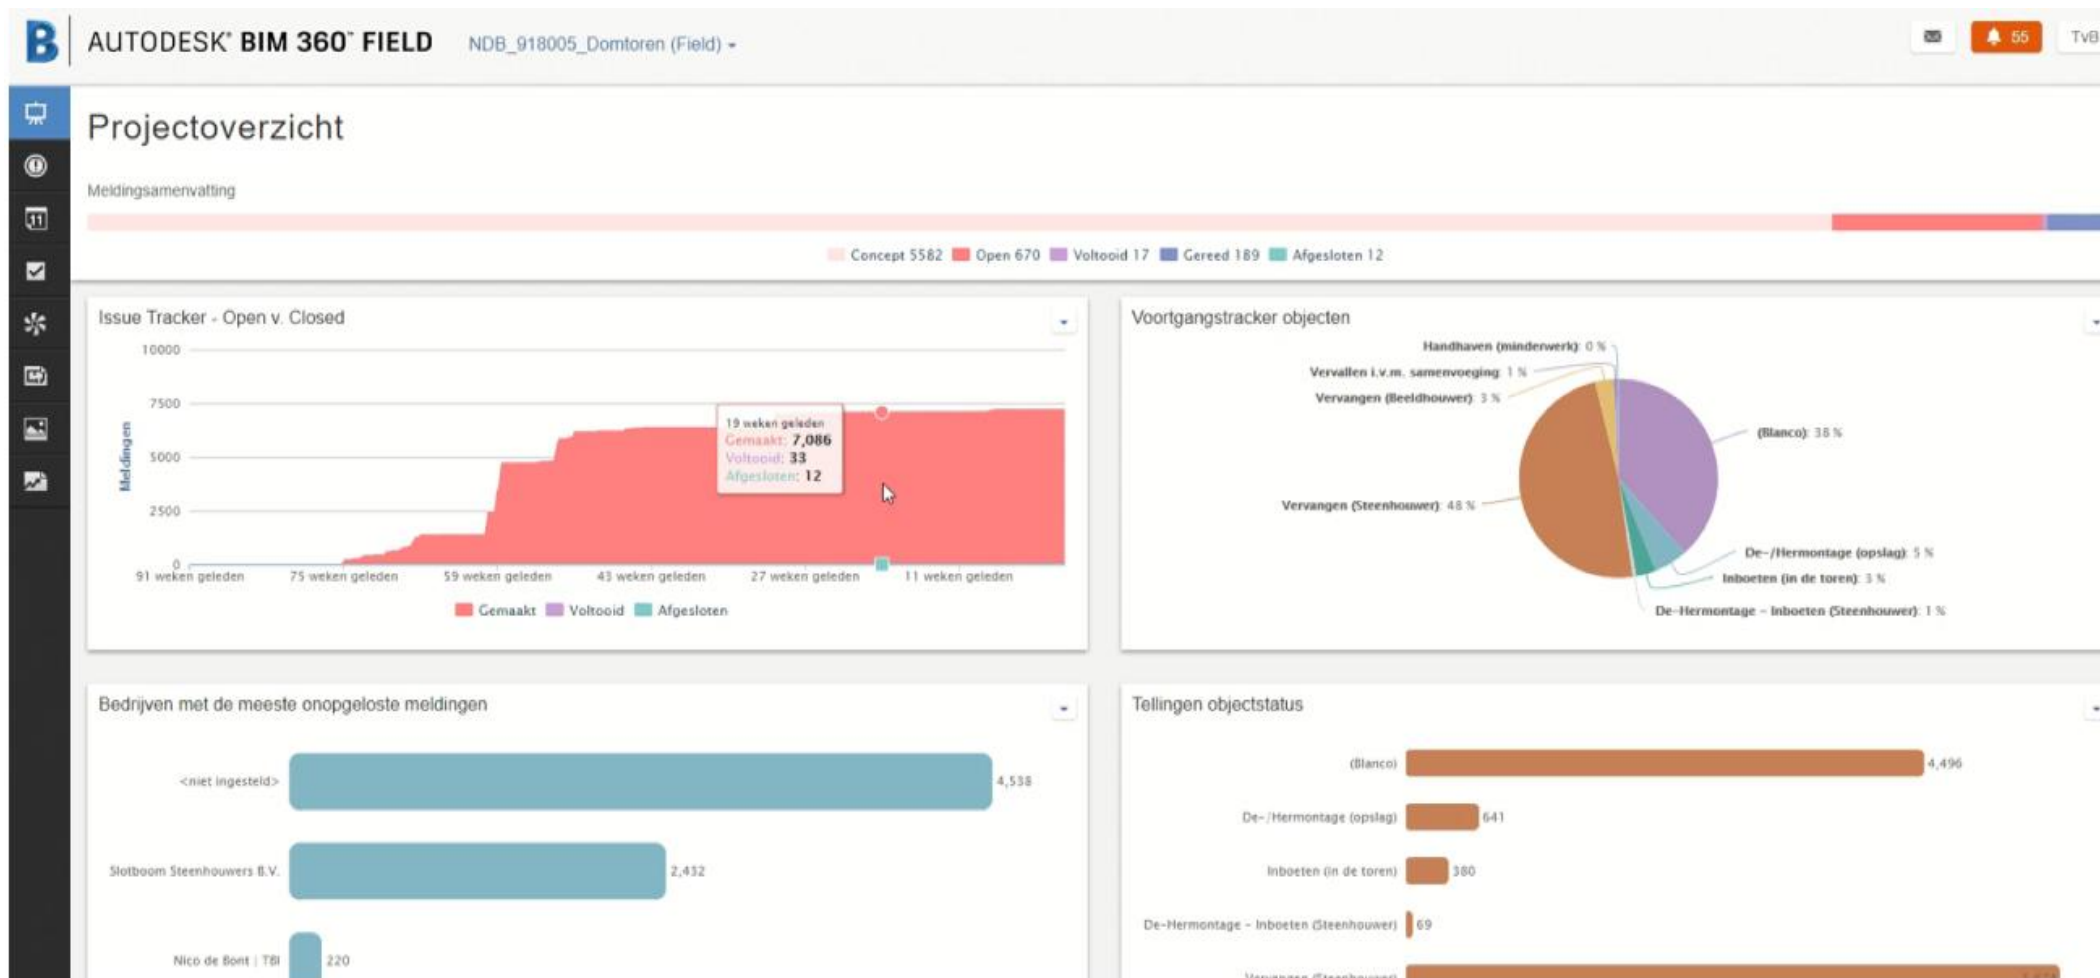 B AUTODESK® BIM 360™ FIELD NDB_918005_Domtoren (Field) 55 TvB
Projectoverzicht
11
Meldingsamenvatting
Concept 5582 Open 670 Voltooid 17 Gereed 189 Afgesloten 12
Issue Tracker - Open v. Closed
10000
7500
5000
2500
0
Meldingen
19 weken geleden
Gemaakt: 7,086
Voltooid: 33
Afgesloten: 12
91 weken geleden 75 weken geleden 59 weken geleden 43 weken geleden 27 weken geleden 11 weken geleden
Gemaakt Voltooid Afgesloten
Voortgangstracker objecten
Handhaven (minderwerk): 0 %
Vervallen i.v.m. samenvoeging: 1 %
Vervangen (Beeldhouwer): 3 %
(Blanco): 38 %
Vervangen (Steenhouwer): 48 %
De-/Hermontage (opslag): 5 %
Inboeten (in de toren): 3 %
De-Hermontage - Inboeten (Steenhouwer): 1 %
Bedrijven met de meeste onopgeloste meldingen
<niet ingesteld> 4,538
Slotboom Steenhouwers B.V. 2,432
Nico de Bont | TBI 220
Tellingen objectstatus
(Blanco) 4,496
De-/Hermontage (opslag) 641
Inboeten (in de toren) 380
De-Hermontage - Inboeten (Steenhouwer) 69
Vervangen (Steenhouwer)